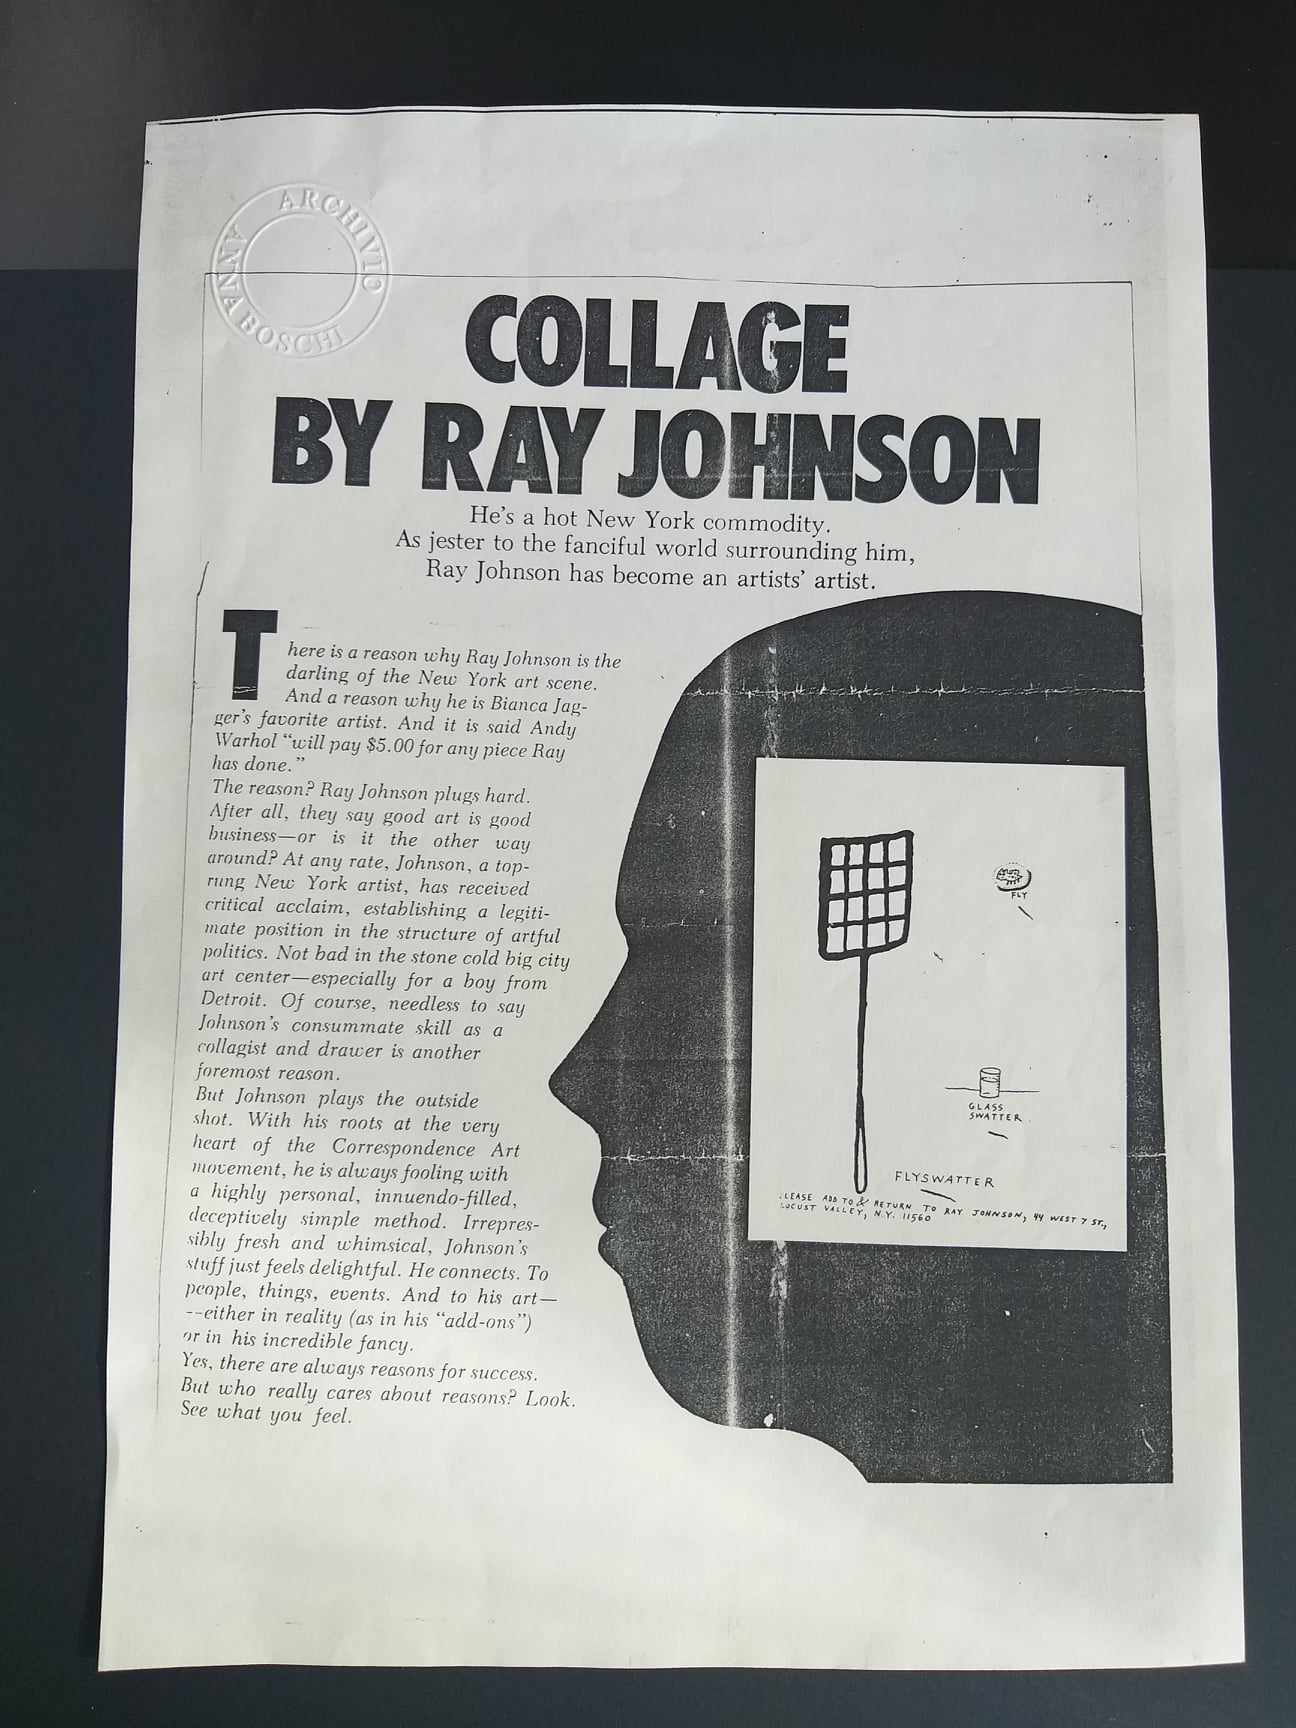 ARCHIVIO
ANNA BOSCHI
COLLAGE
BY RAY JOHNSON
He's a hot New York commodity.
As jester to the fanciful world surrounding him,
Ray Johnson has become an artists' artist.
There is a reason why Ray Johnson is the
darling of the New York art scene.
And a reason why he is Bianca Jag-
ger's favorite artist. And it is said Andy
Warhol “will pay $5.00 for any piece Ray
has done.”
The reason? Ray Johnson plugs hard.
After all, they say good art is good
business—or is it the other way
around? At any rate, Johnson, a top-
rung New York artist, has received
critical acclaim, establishing a legiti-
mate position in the structure of artful
politics. Not bad in the stone cold big city
art center—especially for a boy from
Detroit. Of course, needless to say
Johnson's consummate skill as a
collagist and drawer is another
foremost reason.
But Johnson plays the outside
shot. With his roots at the very
heart of the Correspondence Art
movement, he is always fooling with
a highly personal, innuendo-filled,
deceptively simple method. Irrepres-
sibly fresh and whimsical, Johnson's
stuff just feels delightful. He connects. To
people, things, events. And to his art—
--either in reality (as in his “add-ons”)
or in his incredible fancy.
Yes, there are always reasons for success.
But who really cares about reasons? Look.
See what you feel.
FLY
GLASS
SWATTER
FLYSWATTER
LEASE ADD TO & RETURN TO RAY JOHNSON, 44 WEST 7 ST.,
LOCUST VALLEY, N.Y. 11560